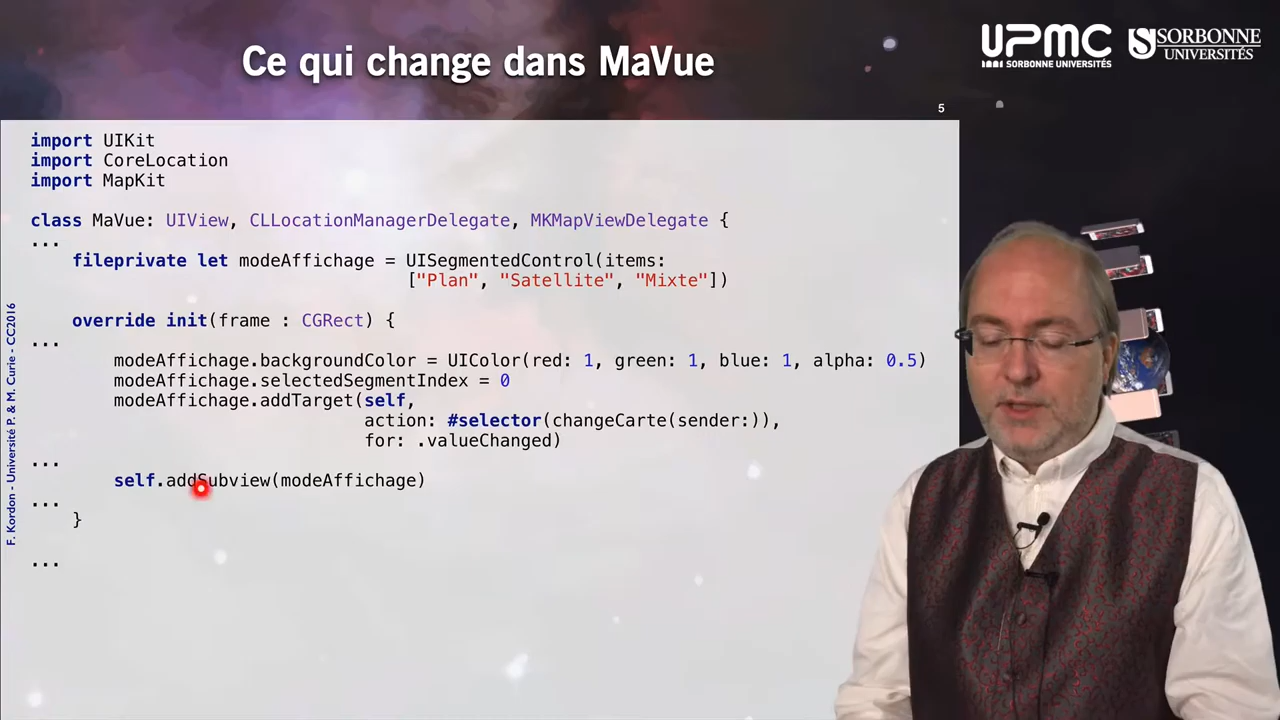 Ce qui change dans MaVue
UPMC
SORBONNE UNIVERSITÉS
SORBONNE
UNIVERSITÉS
5
import UIKit
import CoreLocation
import MapKit
class MaVue: UIView, CLLocationManagerDelegate, MKMapViewDelegate {
...
fileprivate let modeAffichage = UISegmentedControl(items:
["Plan", "Satellite", "Mixte"])
override init(frame : CGRect) {
...
modeAffichage.backgroundColor = UIColor(red: 1, green: 1, blue: 1, alpha: 0.5)
modeAffichage.selectedSegmentIndex = 0
modeAffichage.addTarget(self,
action: #selector(changeCarte(sender:)),
for: .valueChanged)
...
self.addSubview(modeAffichage)
...
}
...
F. Kordon - Université P. & M. Curie - CC2016